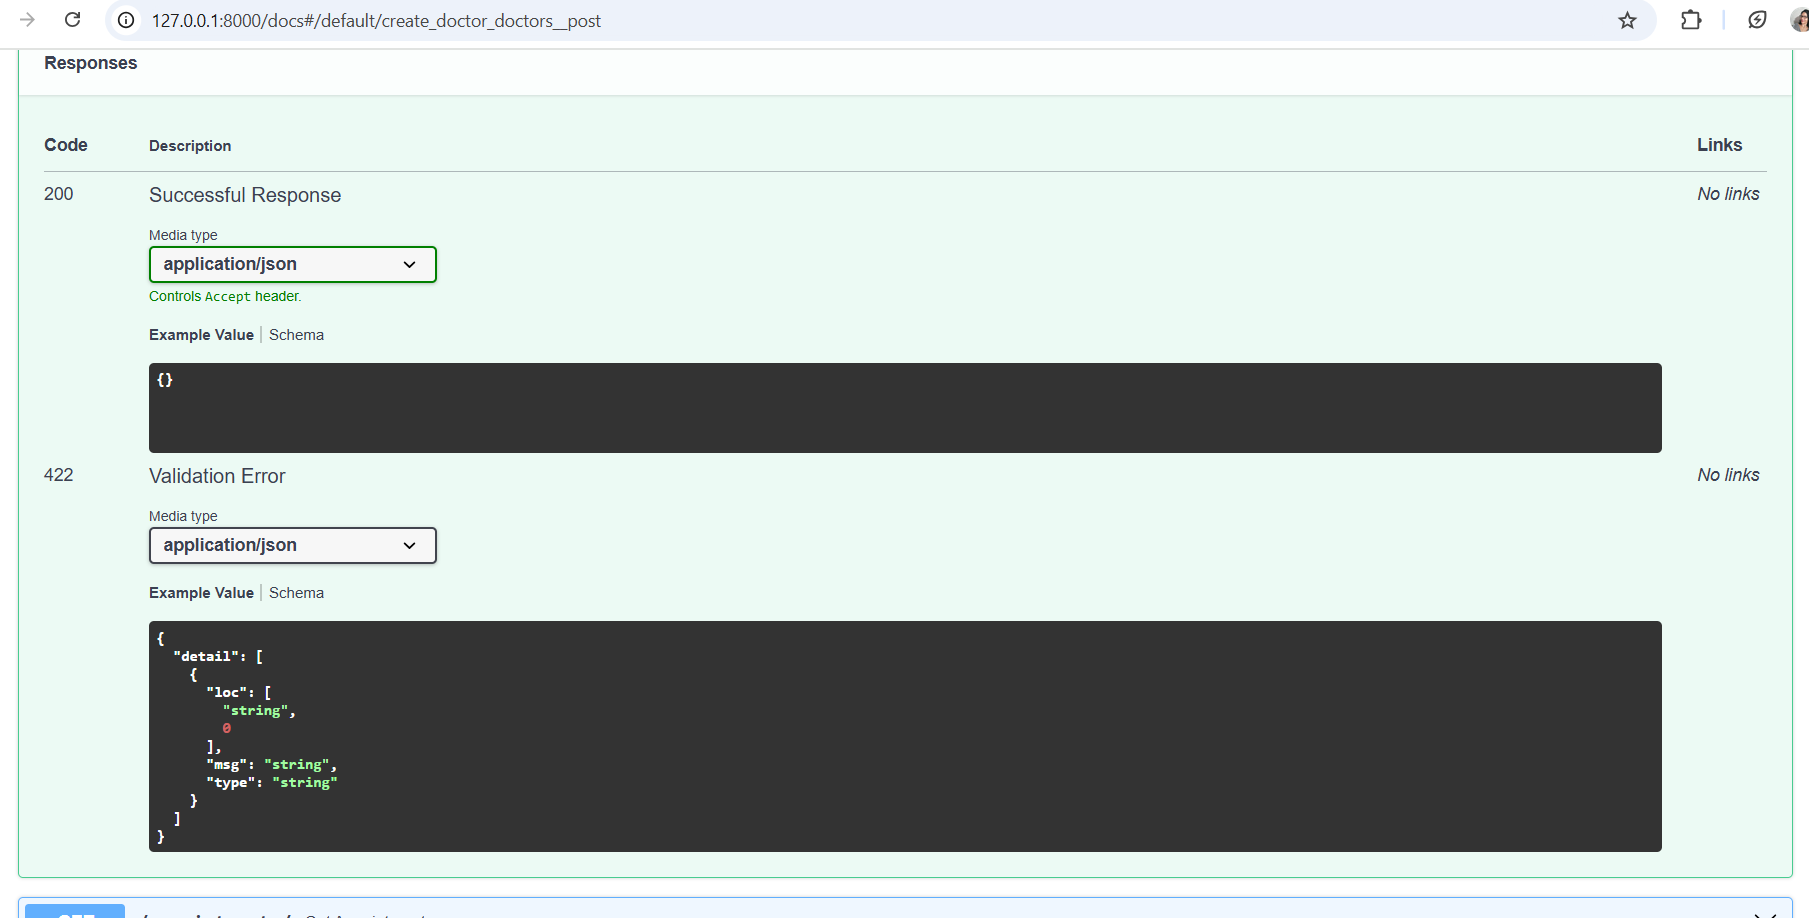 127.0.0.1:8000/docs#/default/create_doctor_doctors__post
Responses
Code Description Links
200 Successful Response No links
Media type
application/json
Controls Accept header.
Example Value | Schema
{}
422 Validation Error No links
Media type
application/json
Example Value | Schema
{
  "detail": [
    {
      "loc": [
        "string",
        0
      ],
      "msg": "string",
      "type": "string"
    }
  ]
}